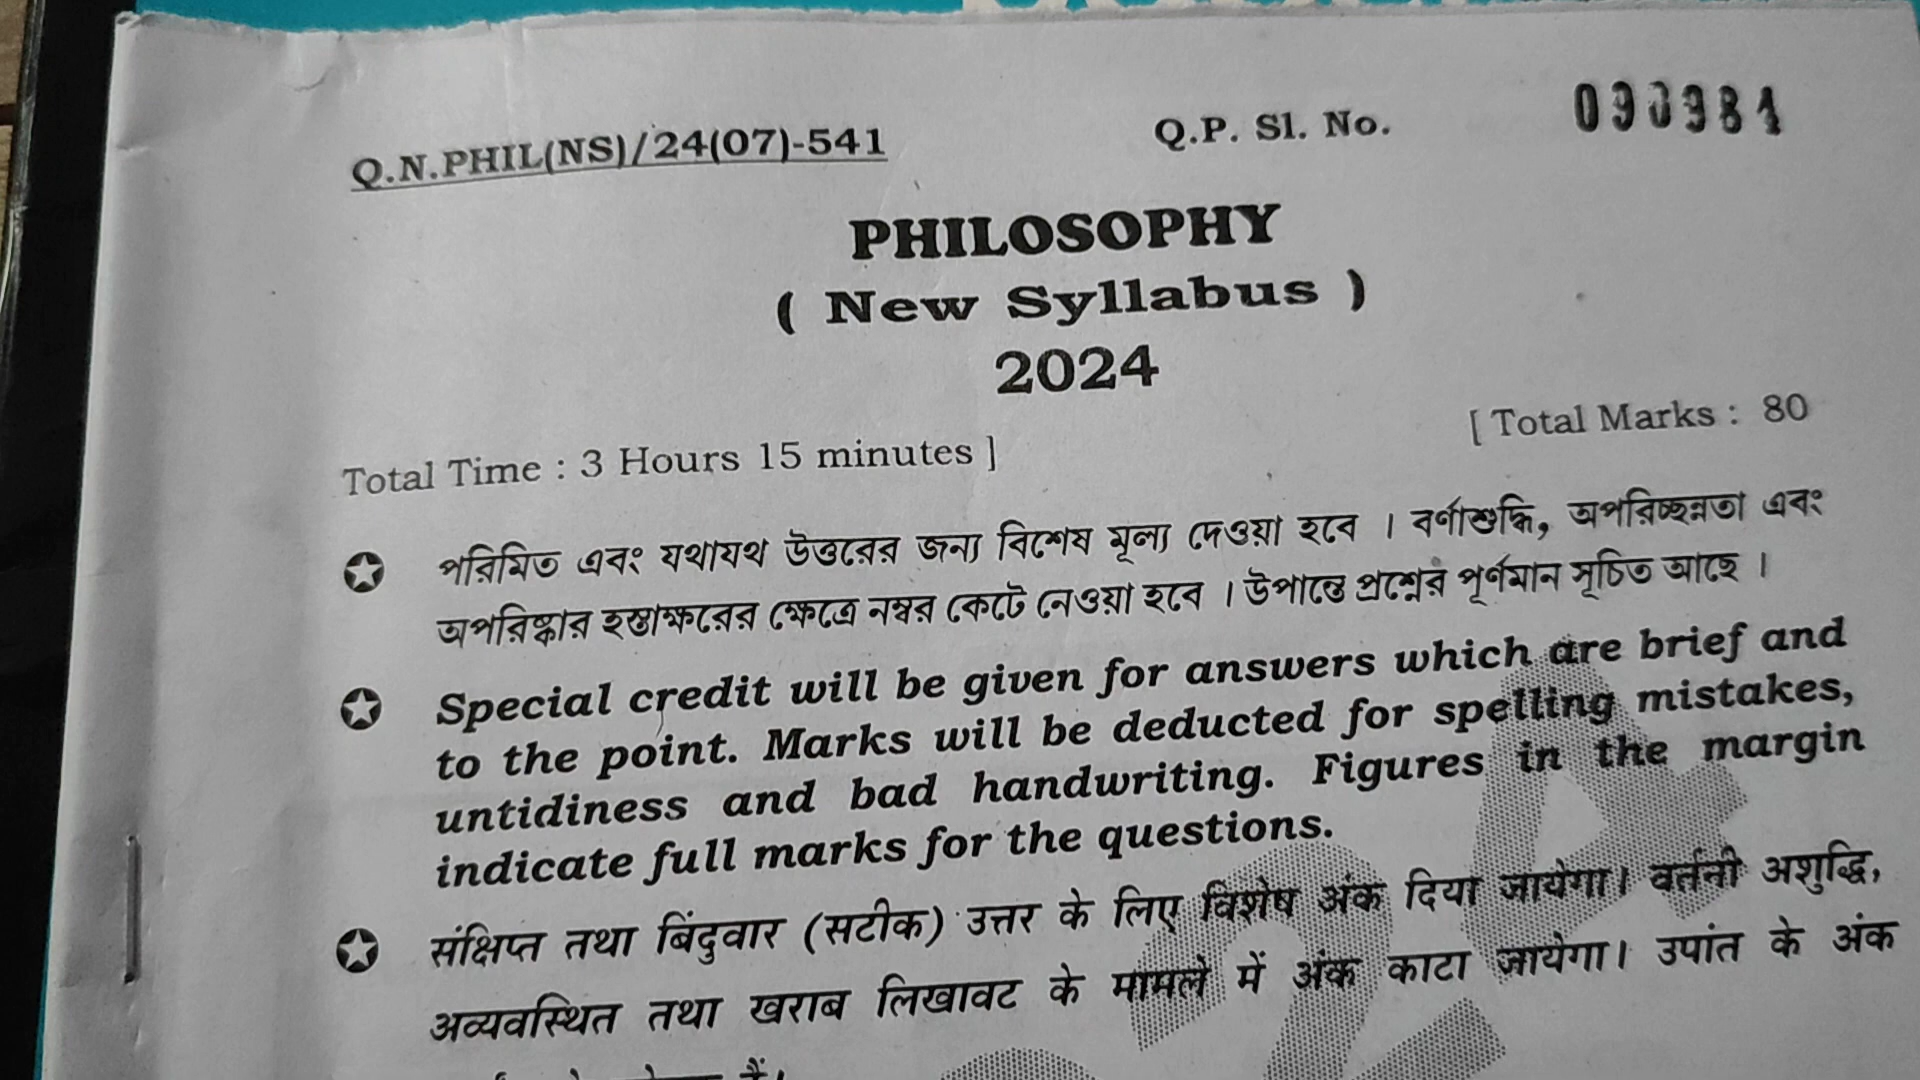 Q.N.PHIL(NS)/24(07)-541
Q.P. Sl. No. 090984
PHILOSOPHY
( New Syllabus )
2024
[ Total Marks : 80
Total Time : 3 Hours 15 minutes ]
পরিমিত এবং যথাযথ উত্তরের জন্য বিশেষ মূল্য দেওয়া হবে । বর্ণাশুদ্ধি, অপরিচ্ছন্নতা এবং
অপরিষ্কার হস্তাক্ষরের ক্ষেত্রে নম্বর কেটে নেওয়া হবে । উপান্তে প্রশ্নের পূর্ণমান সূচিত আছে ।
Special credit will be given for answers which are brief and
to the point. Marks will be deducted for spelling mistakes,
untidiness and bad handwriting. Figures in the margin
indicate full marks for the questions.
संक्षिप्त तथा बिंदुवार (सटीक) उत्तर के लिए विशेष अंक दिया जायेगा। वर्तनी अशुद्धि,
अव्यवस्थित तथा खराब लिखावट के मामले में अंक काटा जायेगा। उपांत के अंक